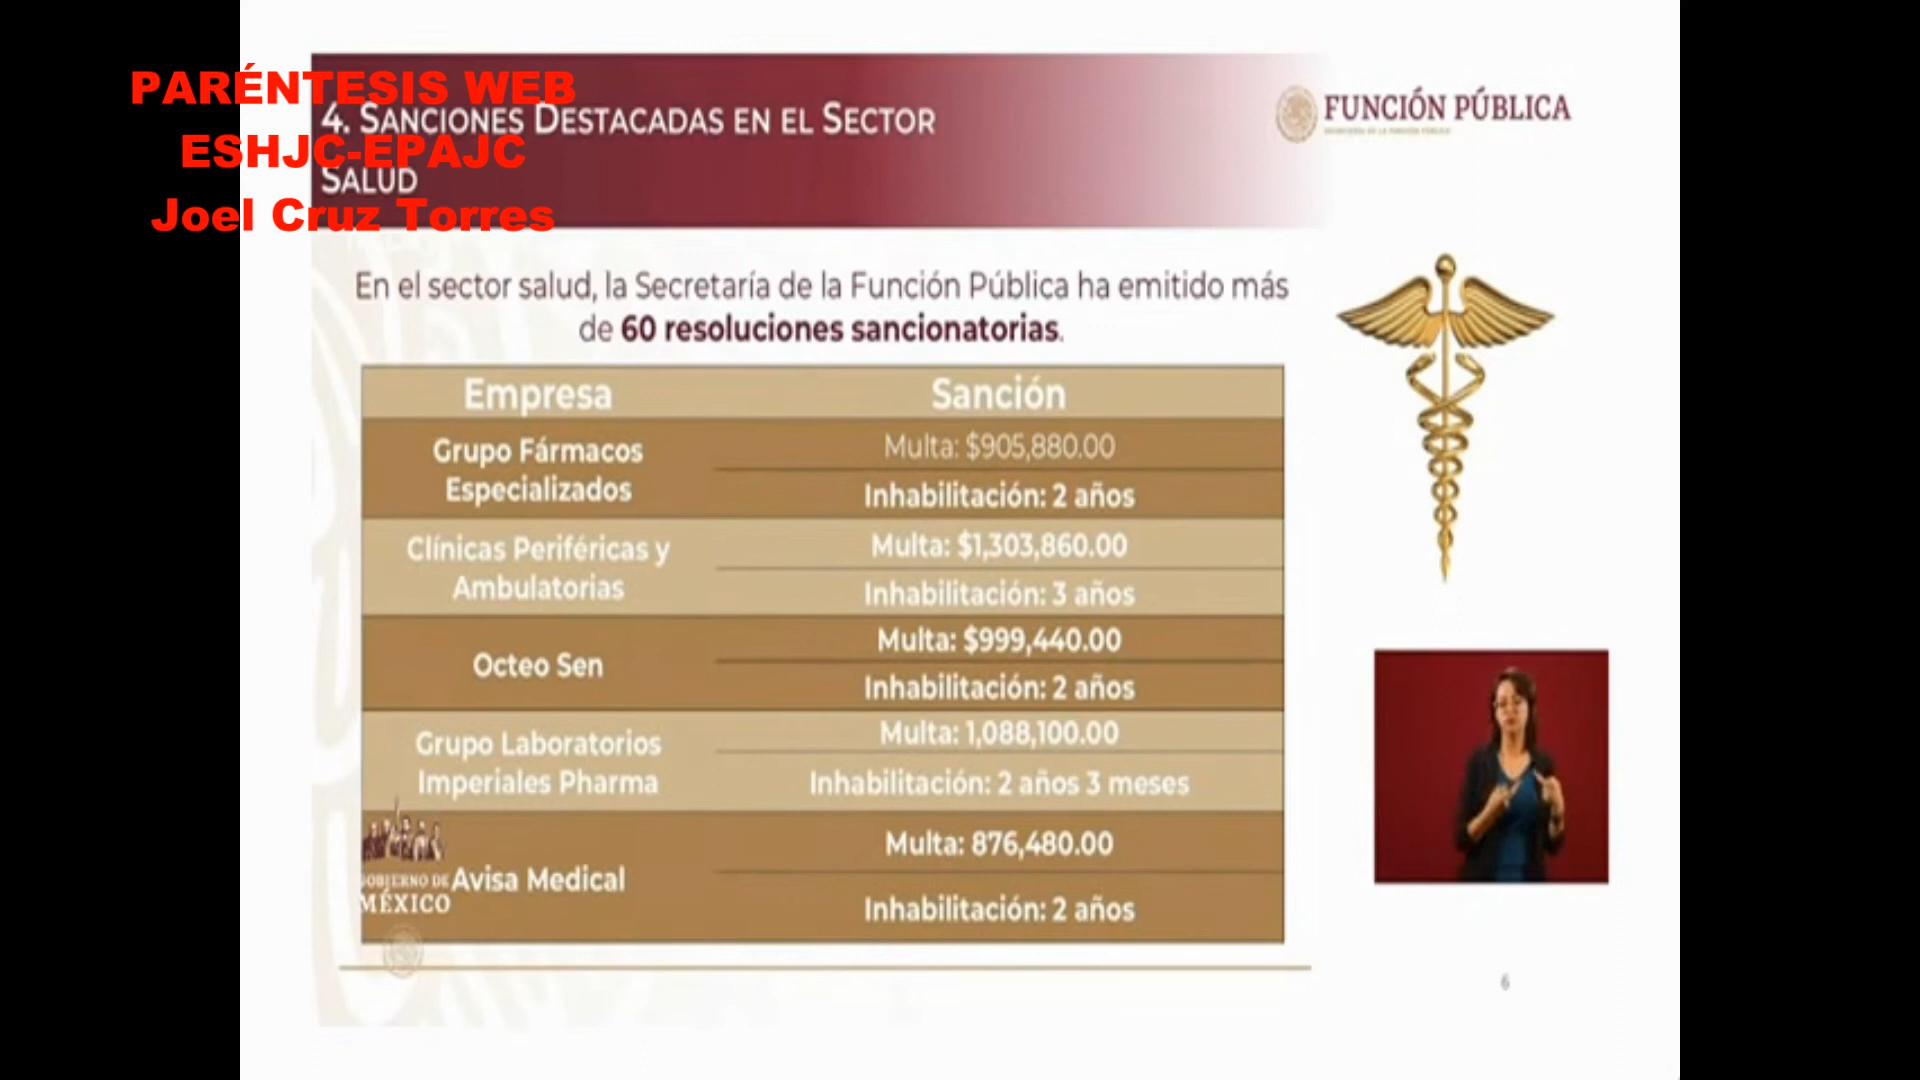 PARÉNTESIS WEB
ESHJC-EPAJC
Joel Cruz Torres
4. SANCIONES DESTACADAS EN EL SECTOR
SALUD
FUNCIÓN PÚBLICA
En el sector salud, la Secretaría de la Función Pública ha emitido más
de 60 resoluciones sancionatorias.
Empresa
Sanción
Grupo Fármacos
Especializados
Multa: $905,880.00
Inhabilitación: 2 años
Clínicas Periféricas y
Ambulatorias
Multa: $1,303,860.00
Inhabilitación: 3 años
Octeo Sen
Multa: $999,440.00
Inhabilitación: 2 años
Grupo Laboratorios
Imperiales Pharma
Multa: 1,088,100.00
Inhabilitación: 2 años 3 meses
Avisa Medical
Multa: 876,480.00
Inhabilitación: 2 años
GOBIERNO DE
MÉXICO
6